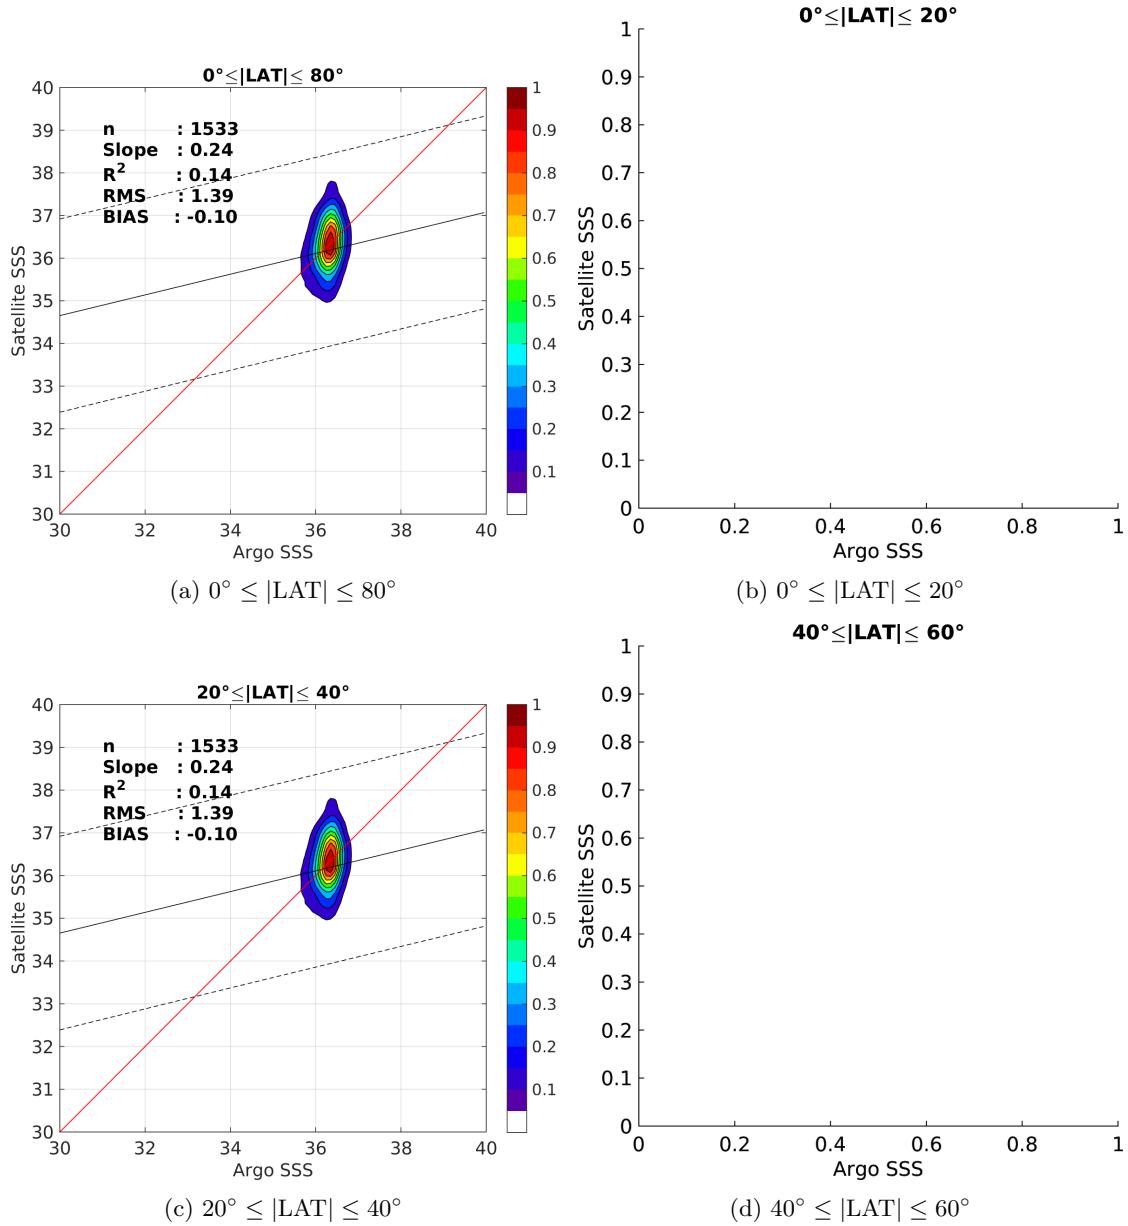 0°≤|LAT|≤ 80°
40
39
38
37
36
35
34
33
32
31
30
n : 1533
Slope : 0.24
R² : 0.14
RMS : 1.39
BIAS : -0.10
Satellite SSS
30 32 34 36 38 40
Argo SSS
1
0.9
0.8
0.7
0.6
0.5
0.4
0.3
0.2
0.1
(a) 0° ≤ |LAT| ≤ 80°
0°≤|LAT|≤ 20°
1
0.9
0.8
0.7
0.6
0.5
0.4
0.3
0.2
0.1
0
Satellite SSS
0 0.2 0.4 0.6 0.8 1
Argo SSS
(b) 0° ≤ |LAT| ≤ 20°
20°≤|LAT|≤ 40°
40
39
38
37
36
35
34
33
32
31
30
n : 1533
Slope : 0.24
R² : 0.14
RMS : 1.39
BIAS : -0.10
Satellite SSS
30 32 34 36 38 40
Argo SSS
1
0.9
0.8
0.7
0.6
0.5
0.4
0.3
0.2
0.1
(c) 20° ≤ |LAT| ≤ 40°
40°≤|LAT|≤ 60°
1
0.9
0.8
0.7
0.6
0.5
0.4
0.3
0.2
0.1
0
Satellite SSS
0 0.2 0.4 0.6 0.8 1
Argo SSS
(d) 40° ≤ |LAT| ≤ 60°